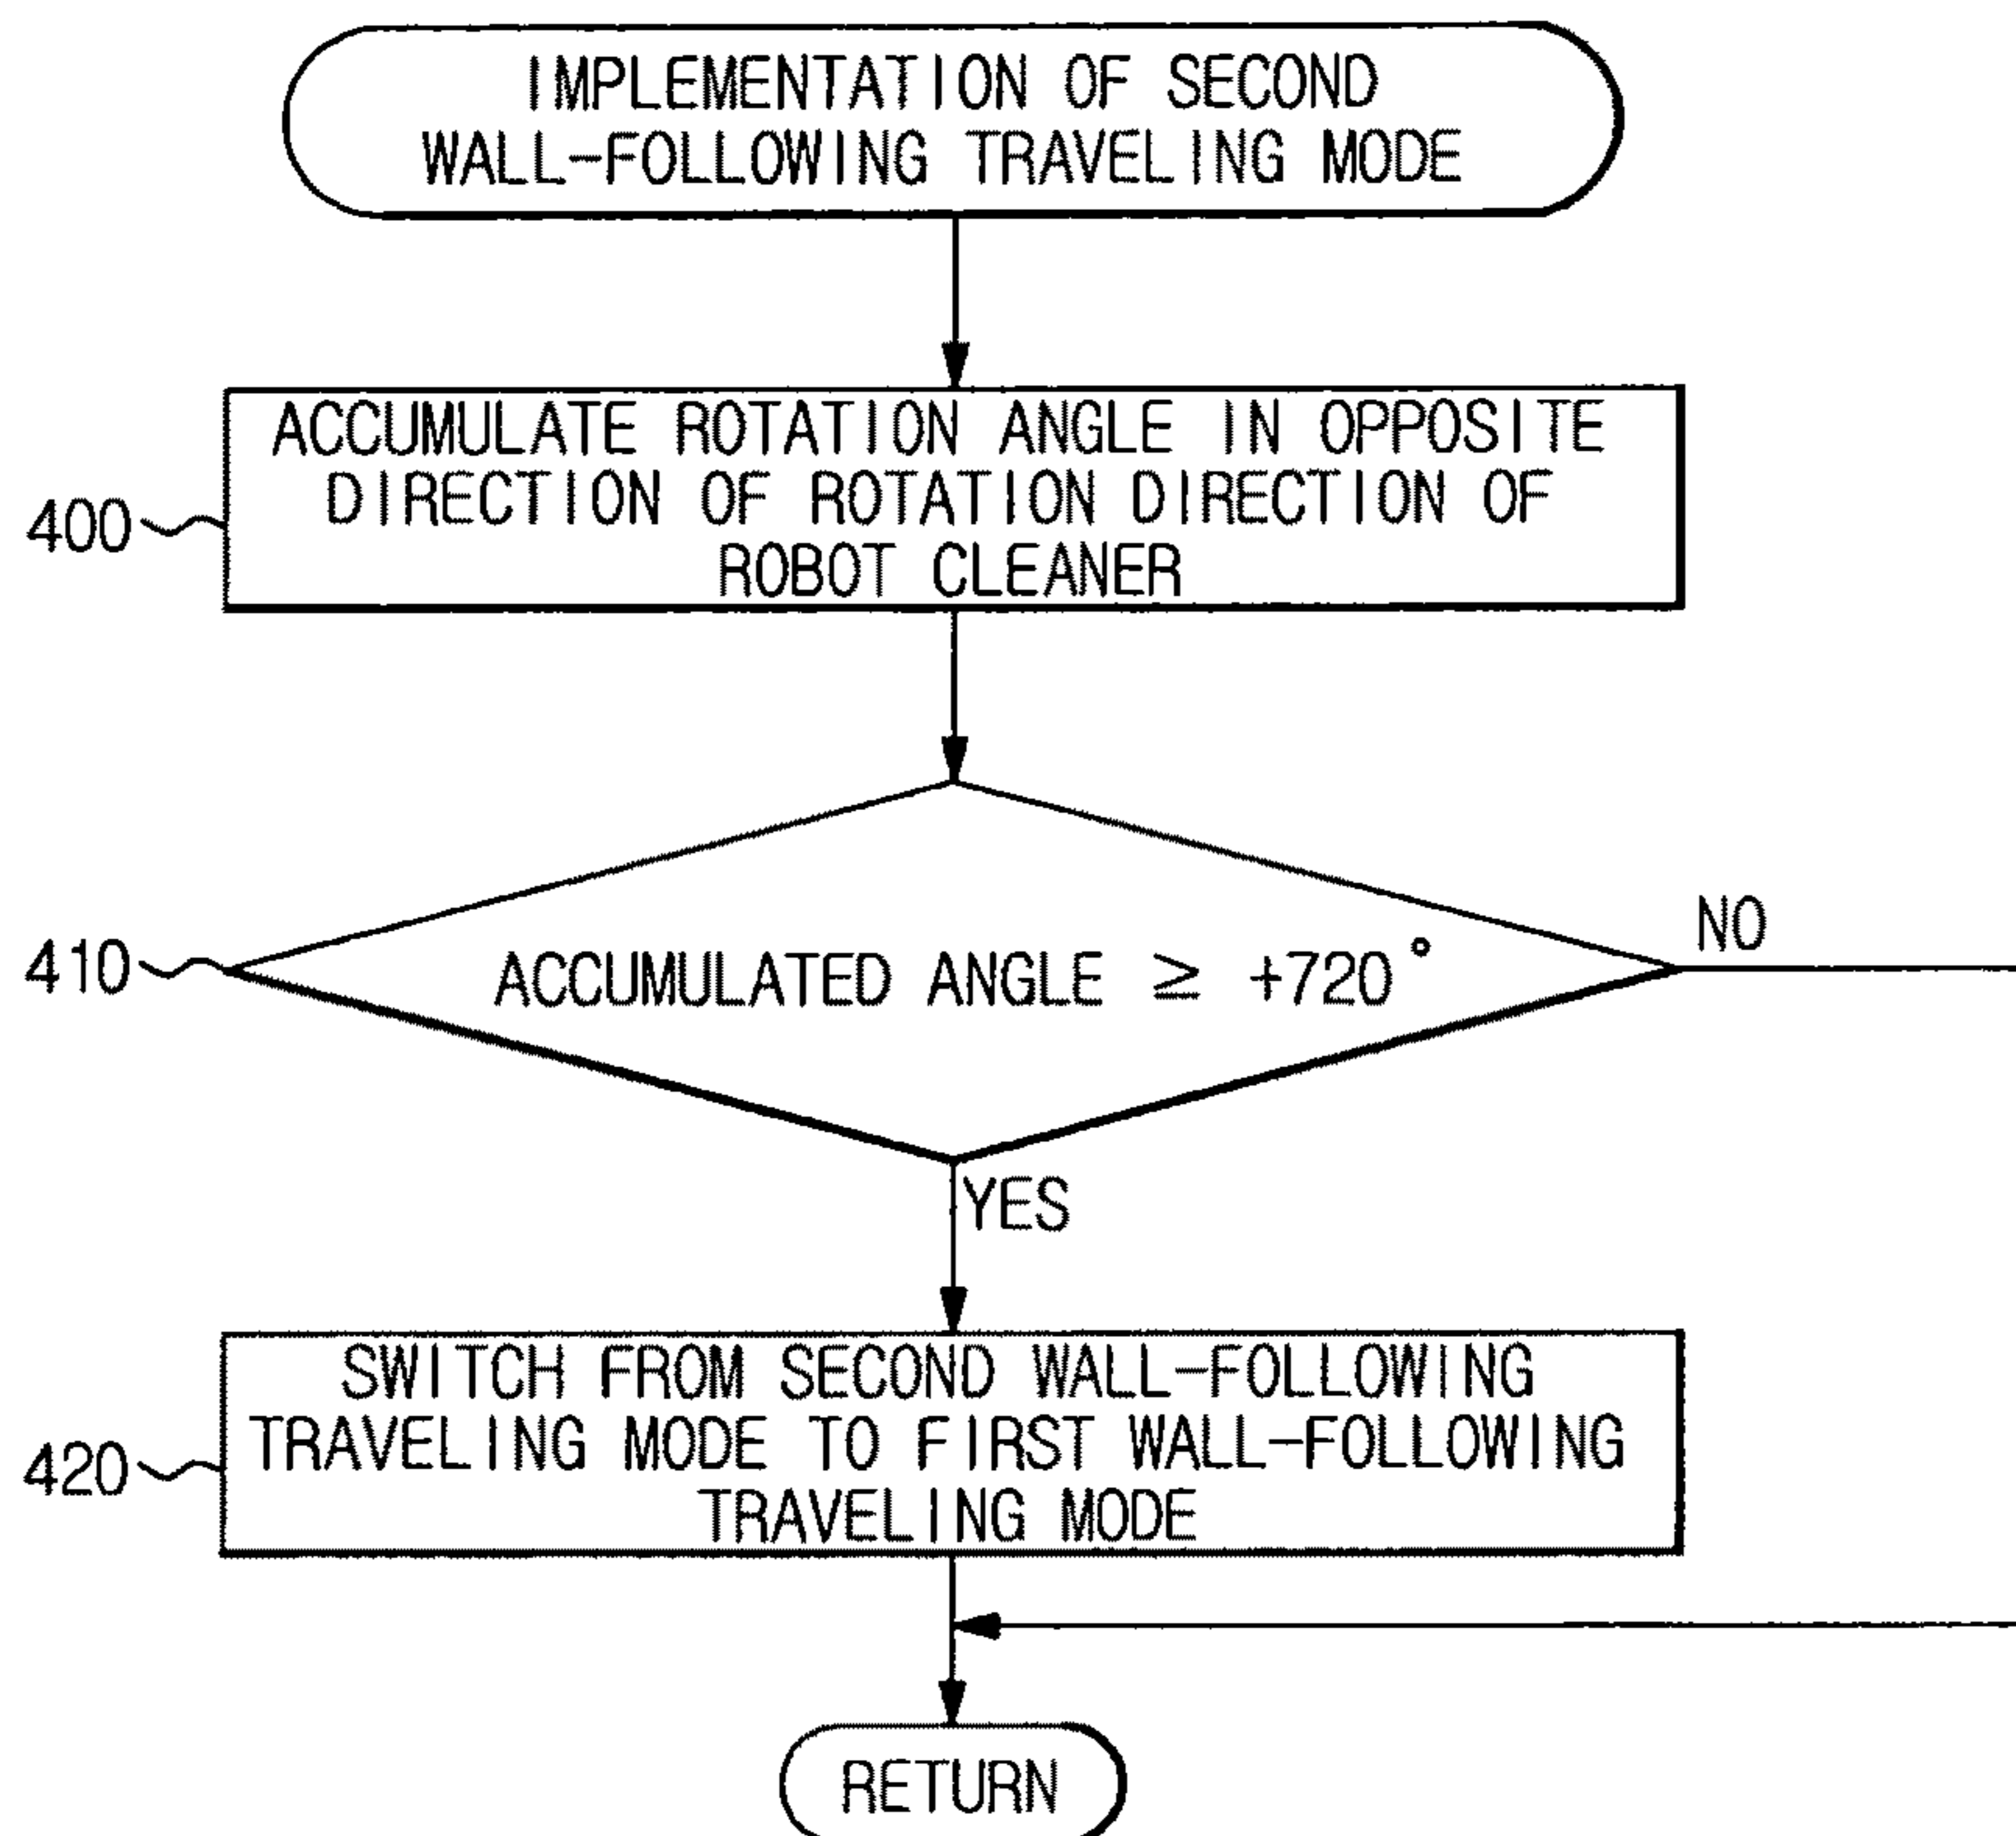 IMPLEMENTATION OF SECOND
WALL-FOLLOWING TRAVELING MODE
ACCUMULATE ROTATION ANGLE IN OPPOSITE
DIRECTION OF ROTATION DIRECTION OF
ROBOT CLEANER
400
410
ACCUMULATED ANGLE ≥ +720°
NO
YES
SWITCH FROM SECOND WALL-FOLLOWING
TRAVELING MODE TO FIRST WALL-FOLLOWING
TRAVELING MODE
420
RETURN